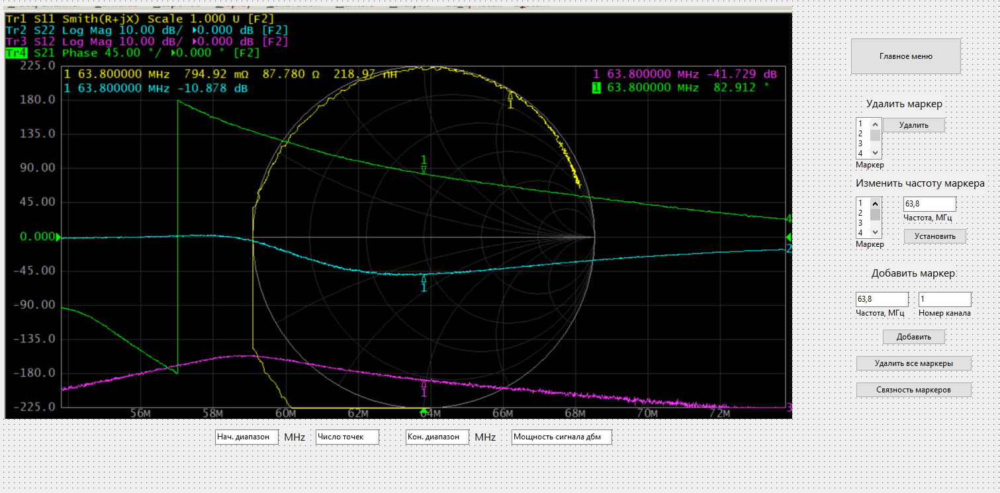 Tr1 S11 Smith(R+jX) Scale 1.000 U [F2]
Tr2 S22 Log Mag 10.00 dB/ ▸0.000 dB [F2]
Tr3 S12 Log Mag 10.00 dB/ ▸0.000 dB [F2]
Tr4 S21 Phase 45.00 °/ ▸0.000 ° [F2]
225.0
180.0
135.0
90.00
45.00
0.000
-45.00
-90.00
-135.0
-180.0
-225.0
1 63.800000 MHz 794.92 mΩ 87.780 Ω 218.97 nH
1 63.800000 MHz -10.878 dB
1 63.800000 MHz -41.729 dB
1 63.800000 MHz 82.912 °
1
1
1
1
4
2
3
56M 58M 60M 62M 64M 66M 68M 70M 72M
Нач. диапазон MHz Число точек Кон. диапазон MHz Мощность сигнала дбм
Главное меню
Удалить маркер
1
2
3
4
Удалить
Маркер
Изменить частоту маркера
1
2
3
4
63,8
Частота, МГц
Установить
Маркер
Добавить маркер
63,8 1
Частота, МГц Номер канала
Добавить
Удалить все маркеры
Связность маркеров